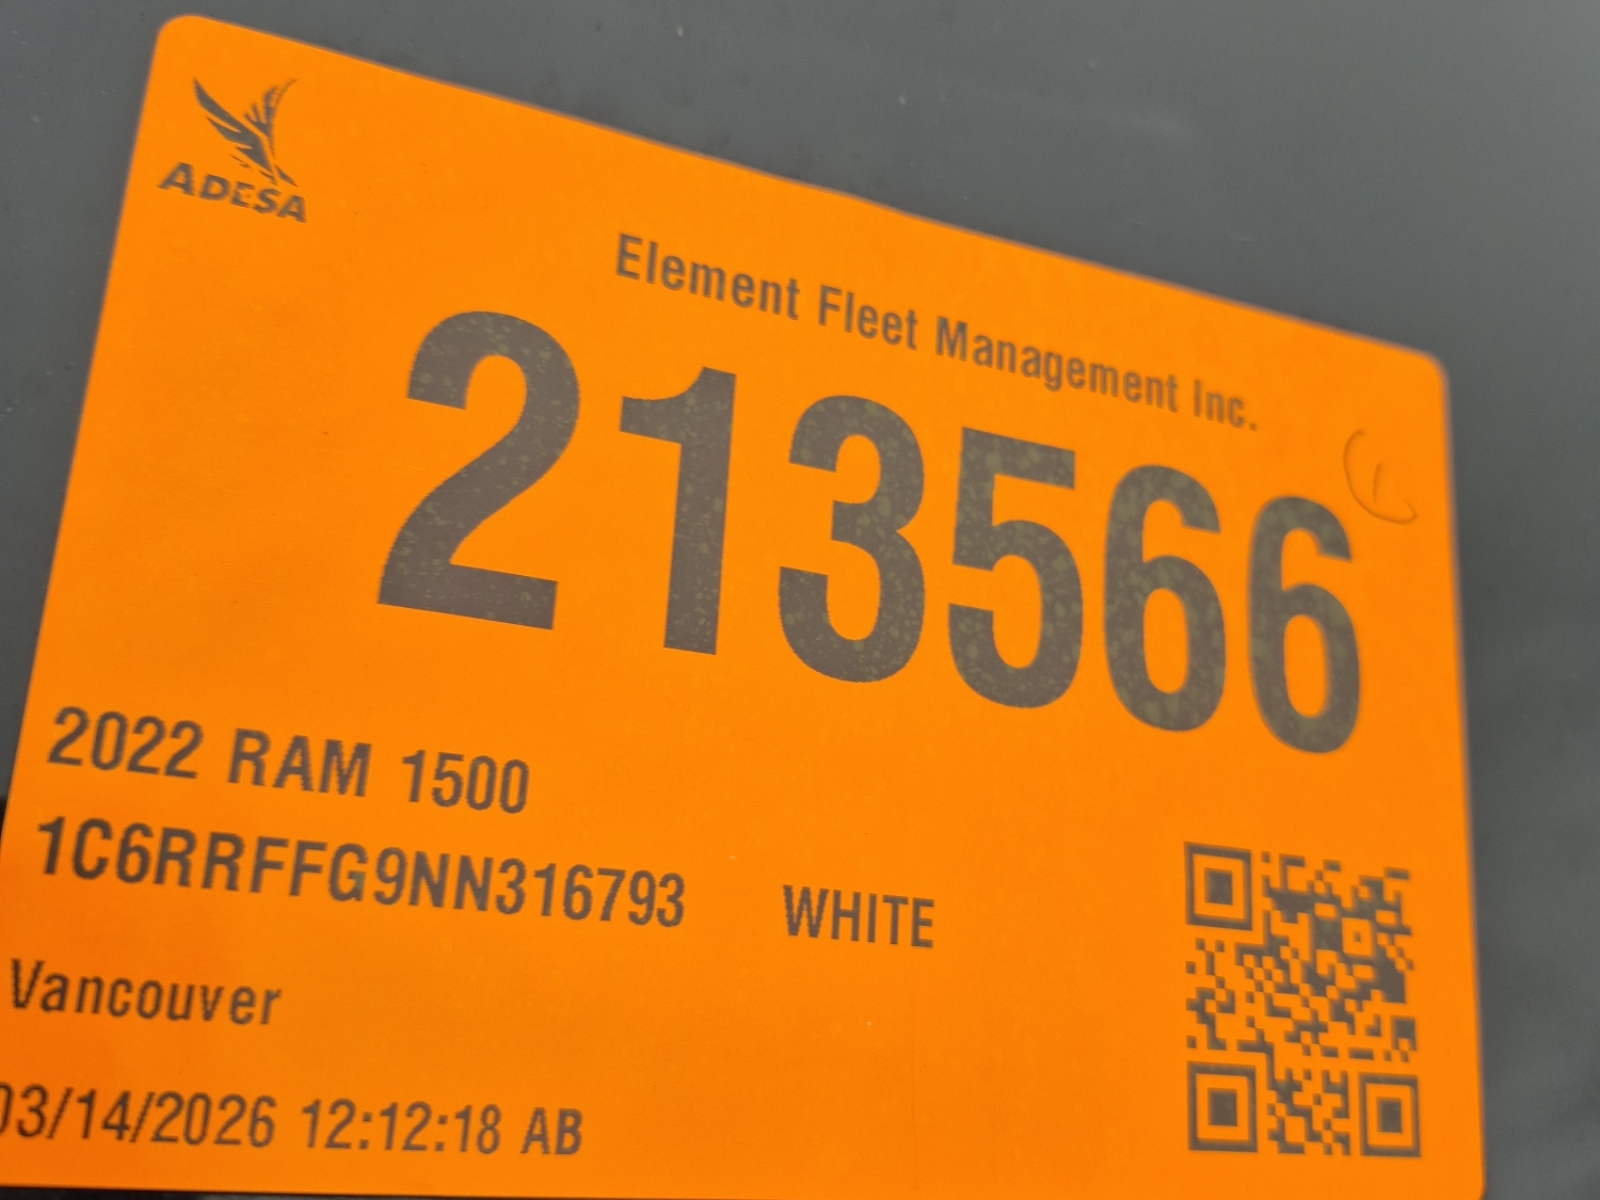 ADESA
Element Fleet Management Inc.
213566
2022 RAM 1500
1C6RRFFG9NN316793 WHITE
Vancouver
03/14/2026 12:12:18 AB